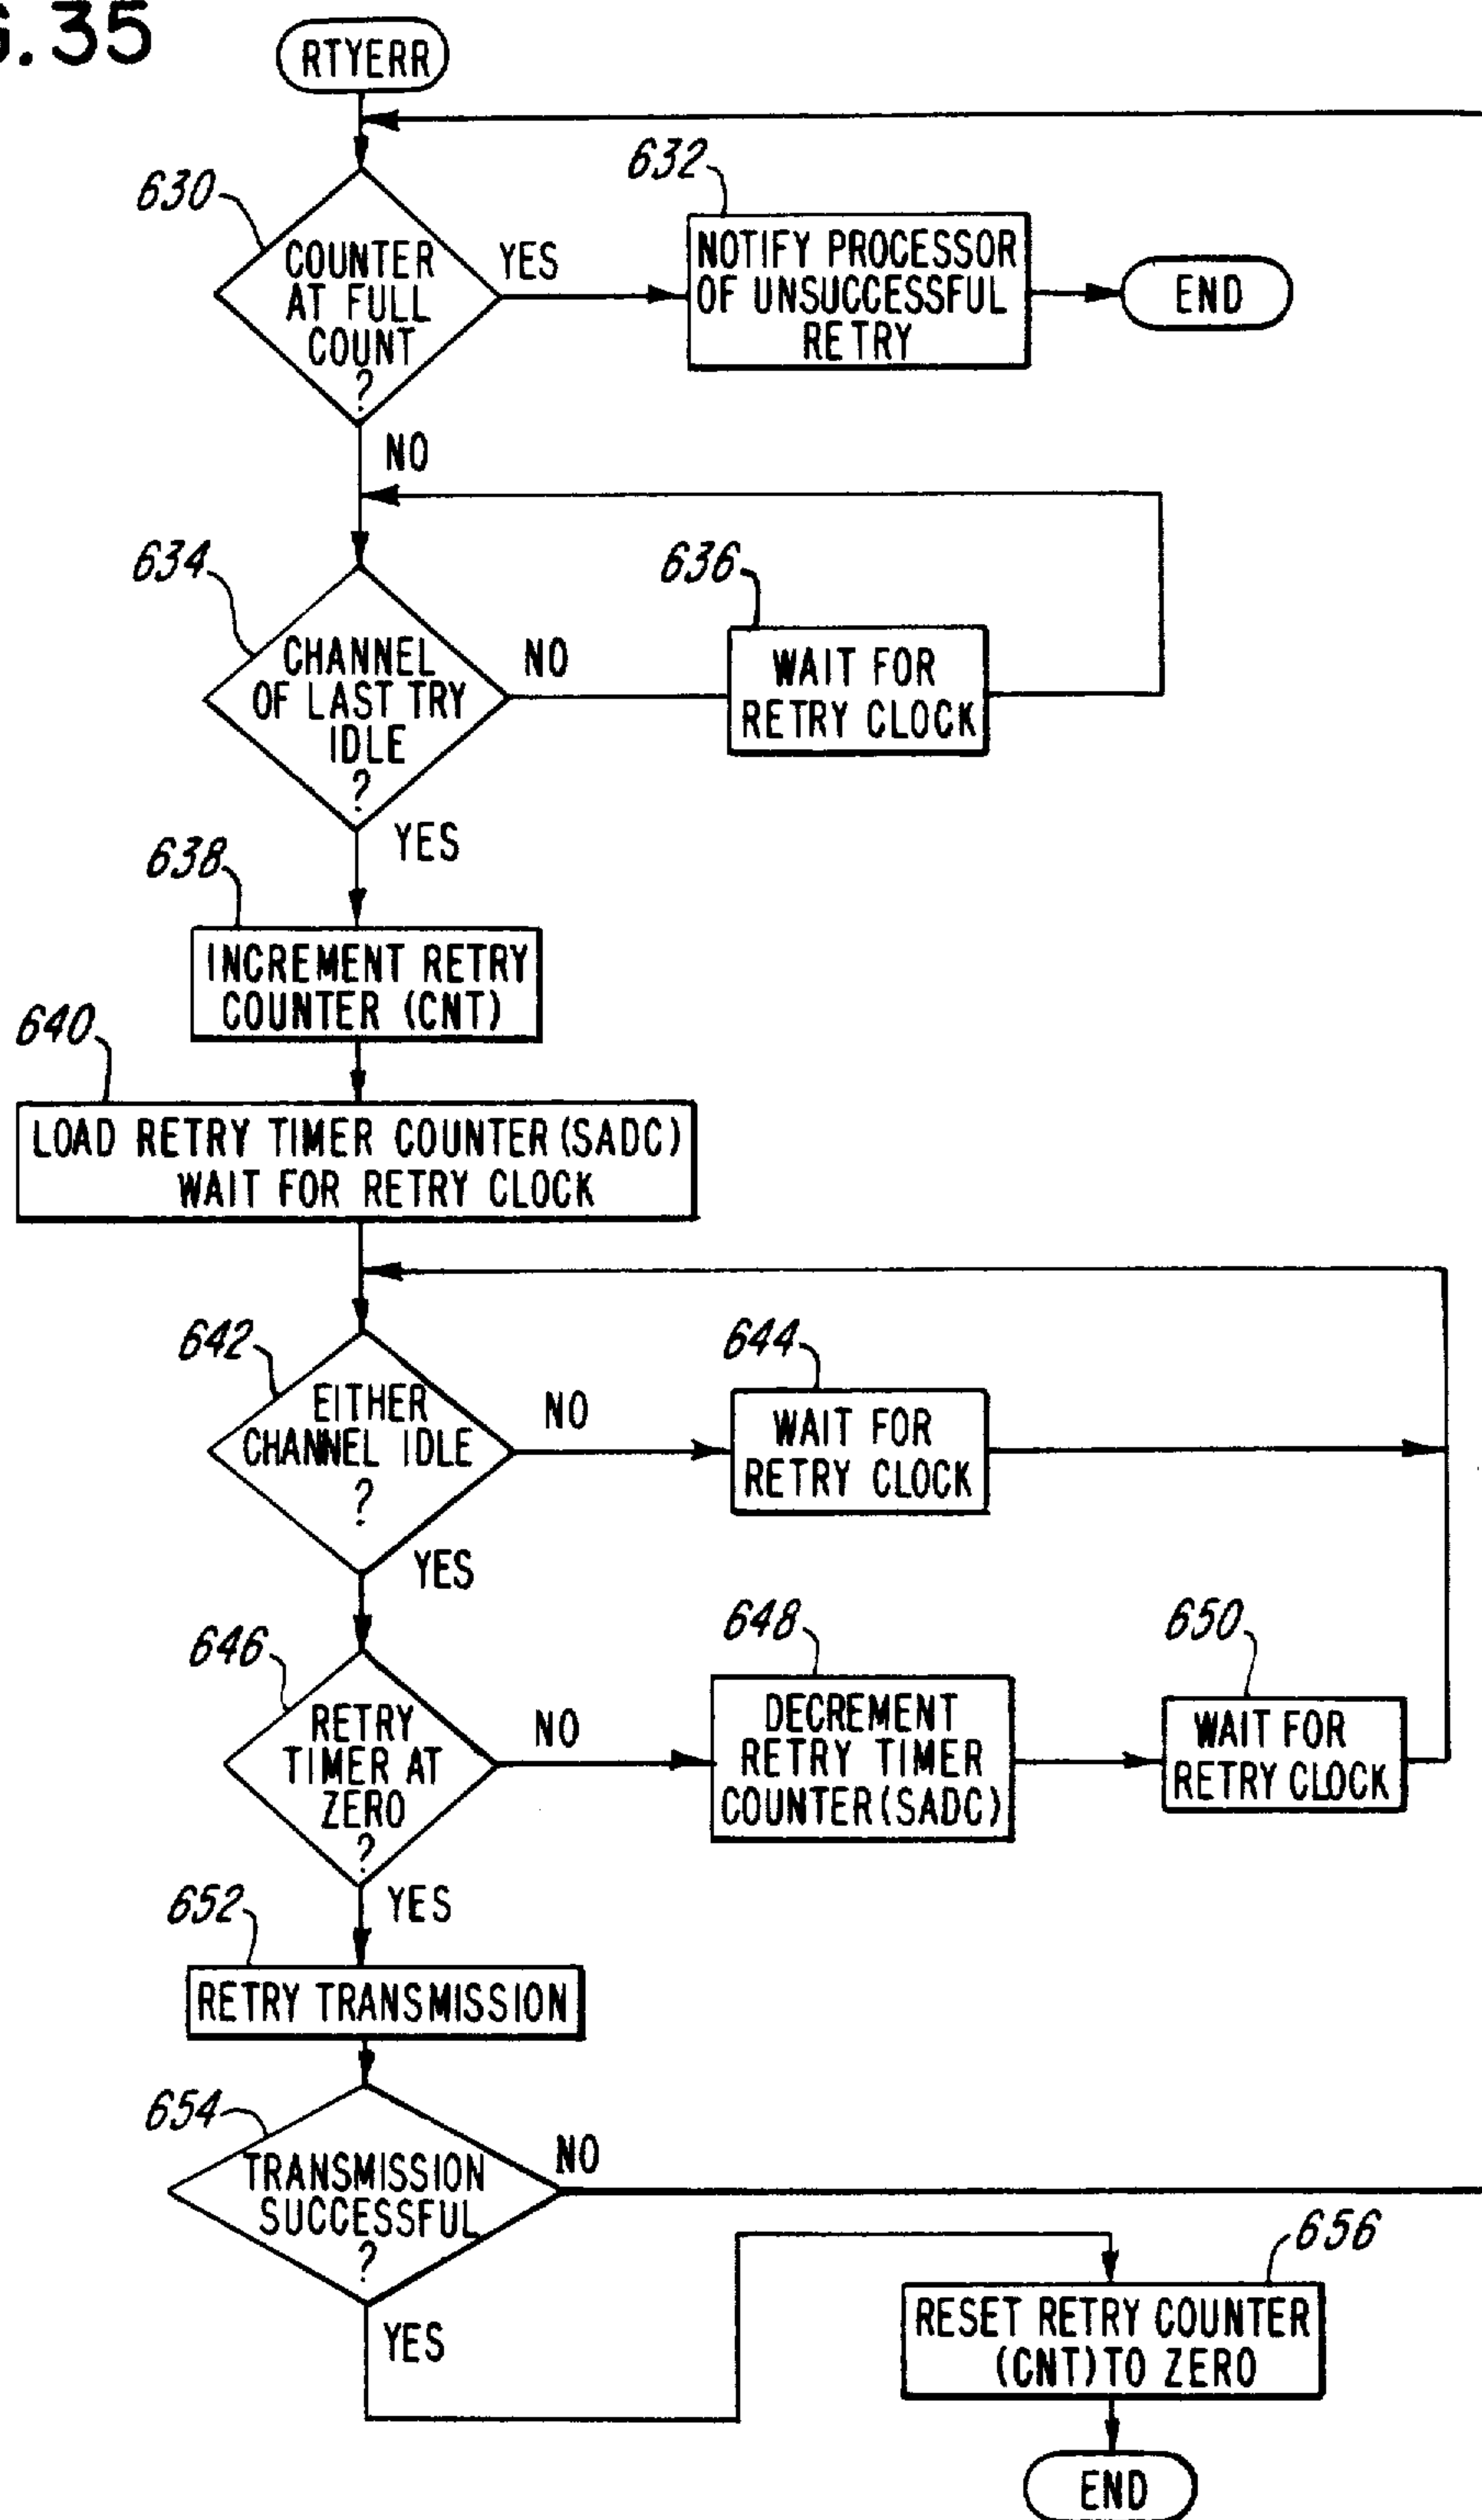 G.35
RTYERR
630
COUNTER
AT FULL
COUNT
?
YES
632
NOTIFY PROCESSOR
OF UNSUCCESSFUL
RETRY
END
NO
634
CHANNEL
OF LAST TRY
IDLE
?
NO
636
WAIT FOR
RETRY CLOCK
YES
638
INCREMENT RETRY
COUNTER (CNT)
640
LOAD RETRY TIMER COUNTER (SADC)
WAIT FOR RETRY CLOCK
642
EITHER
CHANNEL IDLE
?
NO
644
WAIT FOR
RETRY CLOCK
YES
646
RETRY
TIMER AT
ZERO
?
NO
648
DECREMENT
RETRY TIMER
COUNTER (SADC)
650
WAIT FOR
RETRY CLOCK
YES
652
RETRY TRANSMISSION
654
TRANSMISSION
SUCCESSFUL
?
NO
YES
656
RESET RETRY COUNTER
(CNT) TO ZERO
END